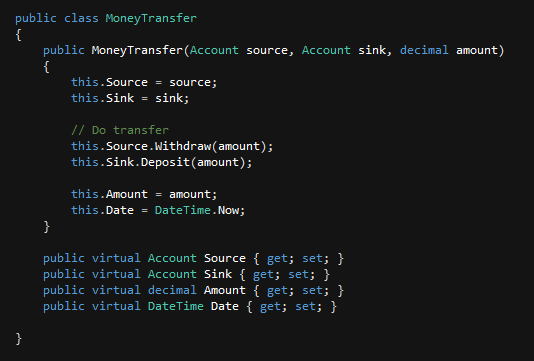 public class MoneyTransfer
{
    public MoneyTransfer(Account source, Account sink, decimal amount)
    {
        this.Source = source;
        this.Sink = sink;

        // Do transfer
        this.Source.Withdraw(amount);
        this.Sink.Deposit(amount);

        this.Amount = amount;
        this.Date = DateTime.Now;
    }

    public virtual Account Source { get; set; }
    public virtual Account Sink { get; set; }
    public virtual decimal Amount { get; set; }
    public virtual DateTime Date { get; set; }

}